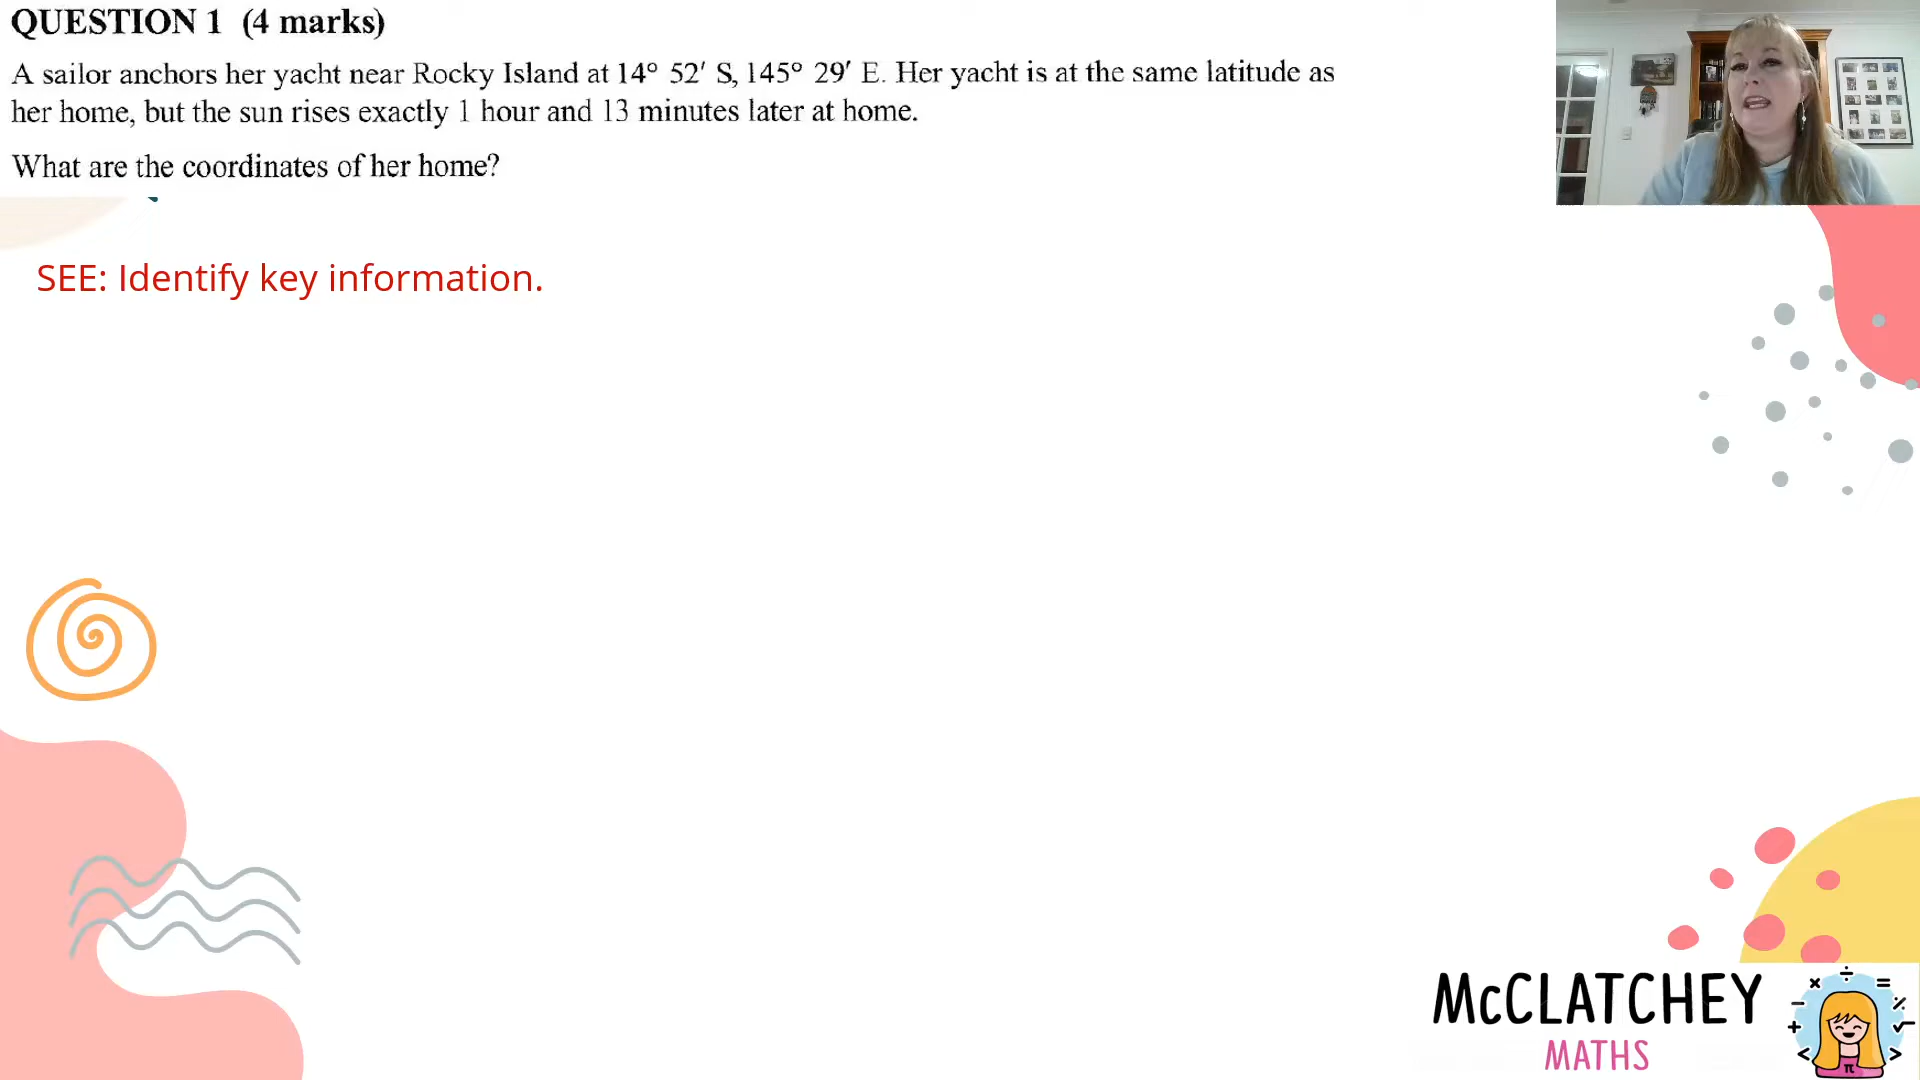 QUESTION 1 (4 marks)
A sailor anchors her yacht near Rocky Island at 14° 52′ S, 145° 29′ E. Her yacht is at the same latitude as
her home, but the sun rises exactly 1 hour and 13 minutes later at home.
What are the coordinates of her home?
SEE: Identify key information.
McCLATCHEY
MATHS